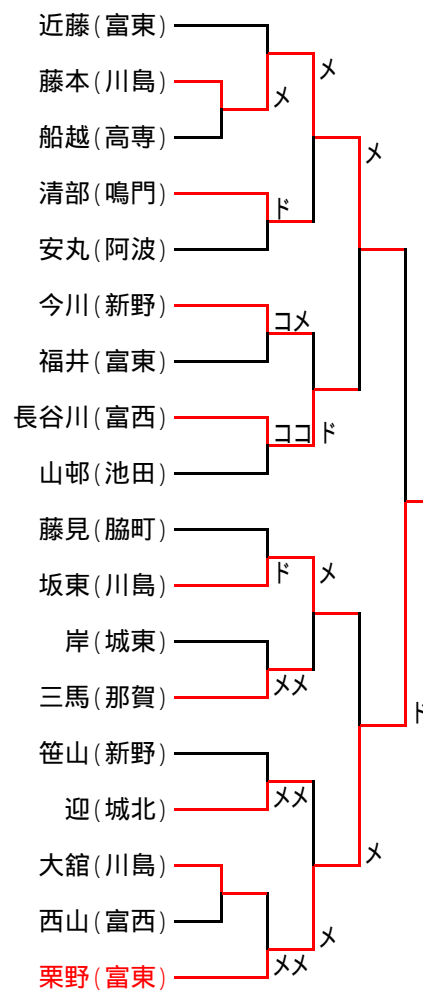 近藤(富東)
メ
藤本(川島)
メ
船越(高専)
メ
清部(鳴門)
ド
安丸(阿波)
今川(新野)
コメ
福井(富東)
長谷川(富西)
ココ ド
山邨(池田)
藤見(脇町)
ド メ
坂東(川島)
岸(城東)
メメ
三馬(那賀)
ド
笹山(新野)
メメ
迎(城北)
メ
大舘(川島)
西山(富西)
メ
メメ
栗野(富東)